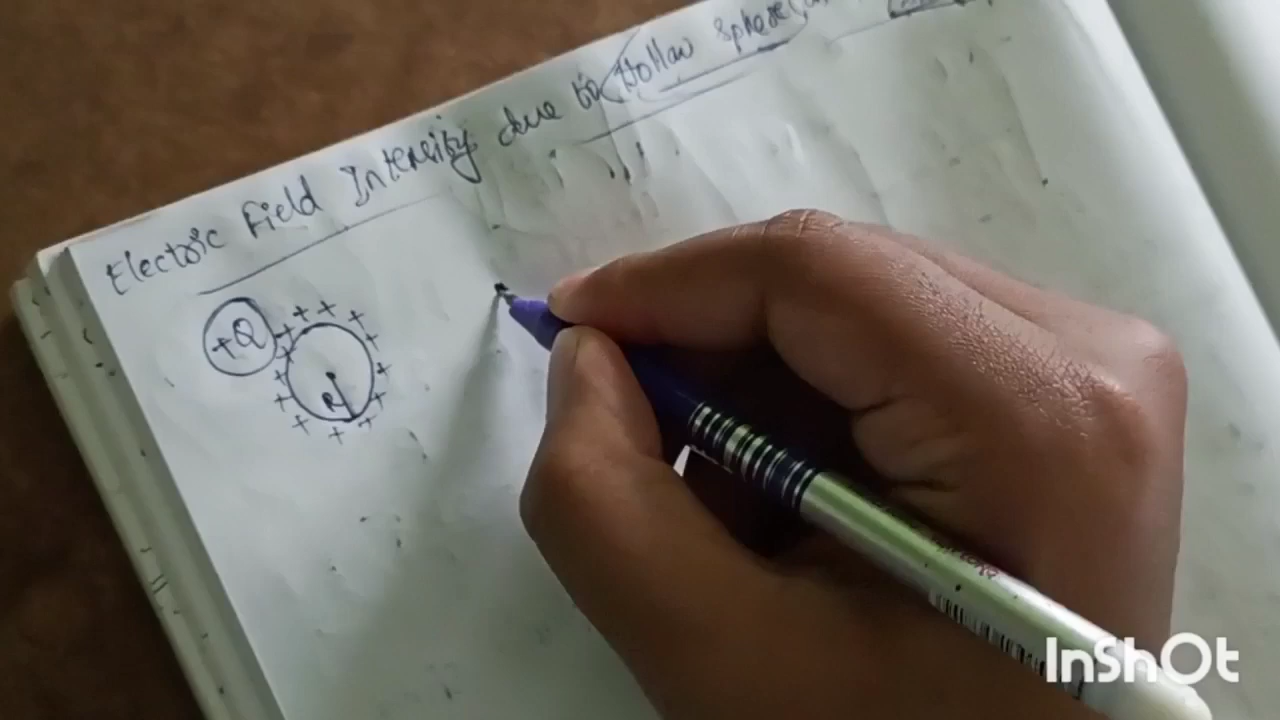 Electric Field Intensity due to Hollow Sphere
+Q
+ + + + + + + + + + + + + + +
R
InShOt